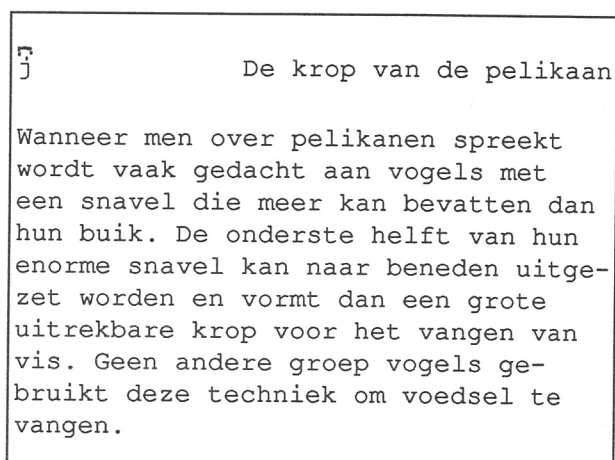 j De krop van de pelikaan
Wanneer men over pelikanen spreekt
wordt vaak gedacht aan vogels met
een snavel die meer kan bevatten dan
hun buik. De onderste helft van hun
enorme snavel kan naar beneden uitge-
zet worden en vormt dan een grote
uitrekbare krop voor het vangen van
vis. Geen andere groep vogels ge-
bruikt deze techniek om voedsel te
vangen.